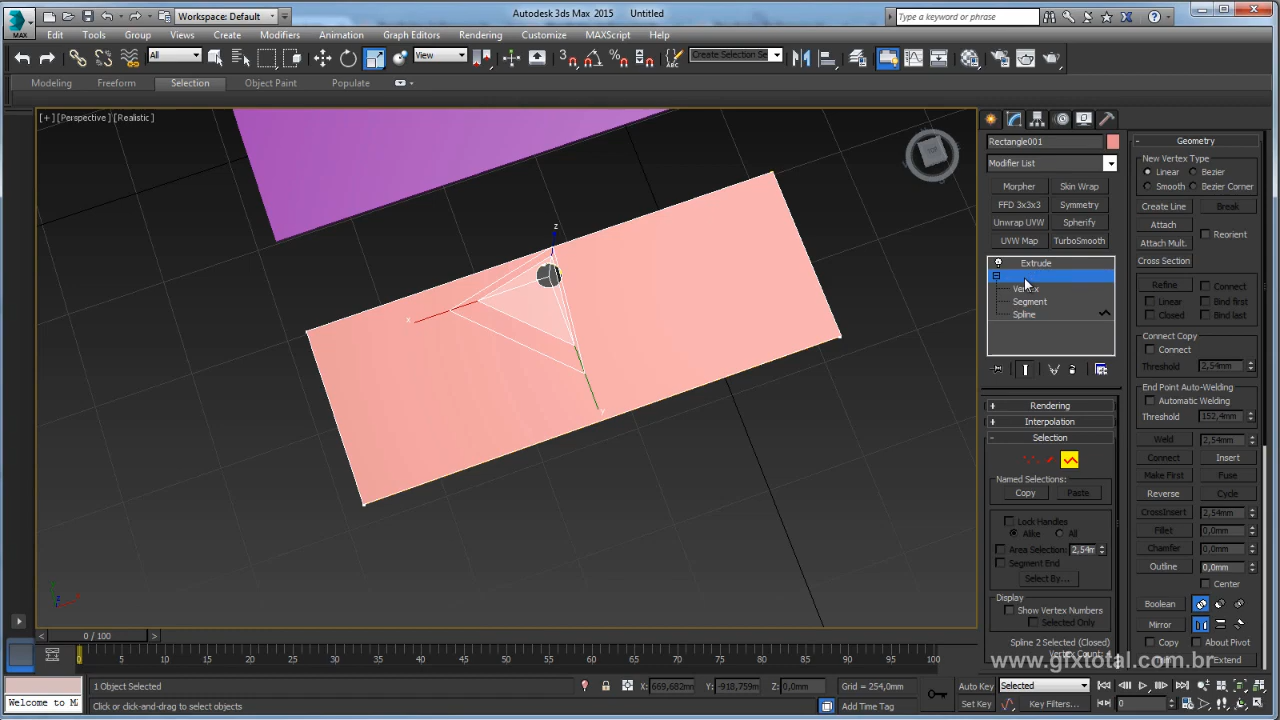 Workspace: Default
Autodesk 3ds Max 2015 Untitled
Type a keyword or phrase
MAX
Edit Tools Group Views Create Modifiers Animation Graph Editors Rendering Customize MAXScript Help
All
View
Create Selection Se
Modeling Freeform Selection Object Paint Populate
[+] [Perspective] [Realistic]
TOP
z
x
y
Rectangle001
Modifier List
Morpher Skin Wrap
FFD 3x3x3 Symmetry
Unwrap UVW Spherify
UVW Map TurboSmooth
Extrude
Vertex
Segment
Spline
+ Rendering
+ Interpolation
- Selection
Named Selections:
Copy Paste
Lock Handles
Alike All
Area Selection: 2,54m
Segment End
Select By...
Display
Show Vertex Numbers
Selected Only
Spline 2 Selected (Closed)
- Geometry
New Vertex Type
Linear Bezier
Smooth Bezier Corner
Create Line Break
Attach
Reorient
Attach Mult.
Cross Section
Refine Connect
Linear Bind first
Closed Bind last
Connect Copy
Connect
Threshold 2,54mm
End Point Auto-Welding
Automatic Welding
Threshold 152,4mm
Weld 2,54mm
Connect Insert
Make First Fuse
Reverse Cycle
CrossInsert 2,54mm
Fillet 0,0mm
Chamfer 0,0mm
Outline 0,0mm
Center
Boolean
Mirror
Copy About Pivot
www.gfxtotal.com.br
0 / 100
0 5 10 15 20 25 30 35 40 45 50 55 60 65 70 75 80 85 90 95 100
1 Object Selected X: 669,682mm Y: -918,759m Z: 0,0mm Grid = 254,0mm Auto Key Selected
Welcome to M
Click or click-and-drag to select objects Add Time Tag Set Key Key Filters... 0